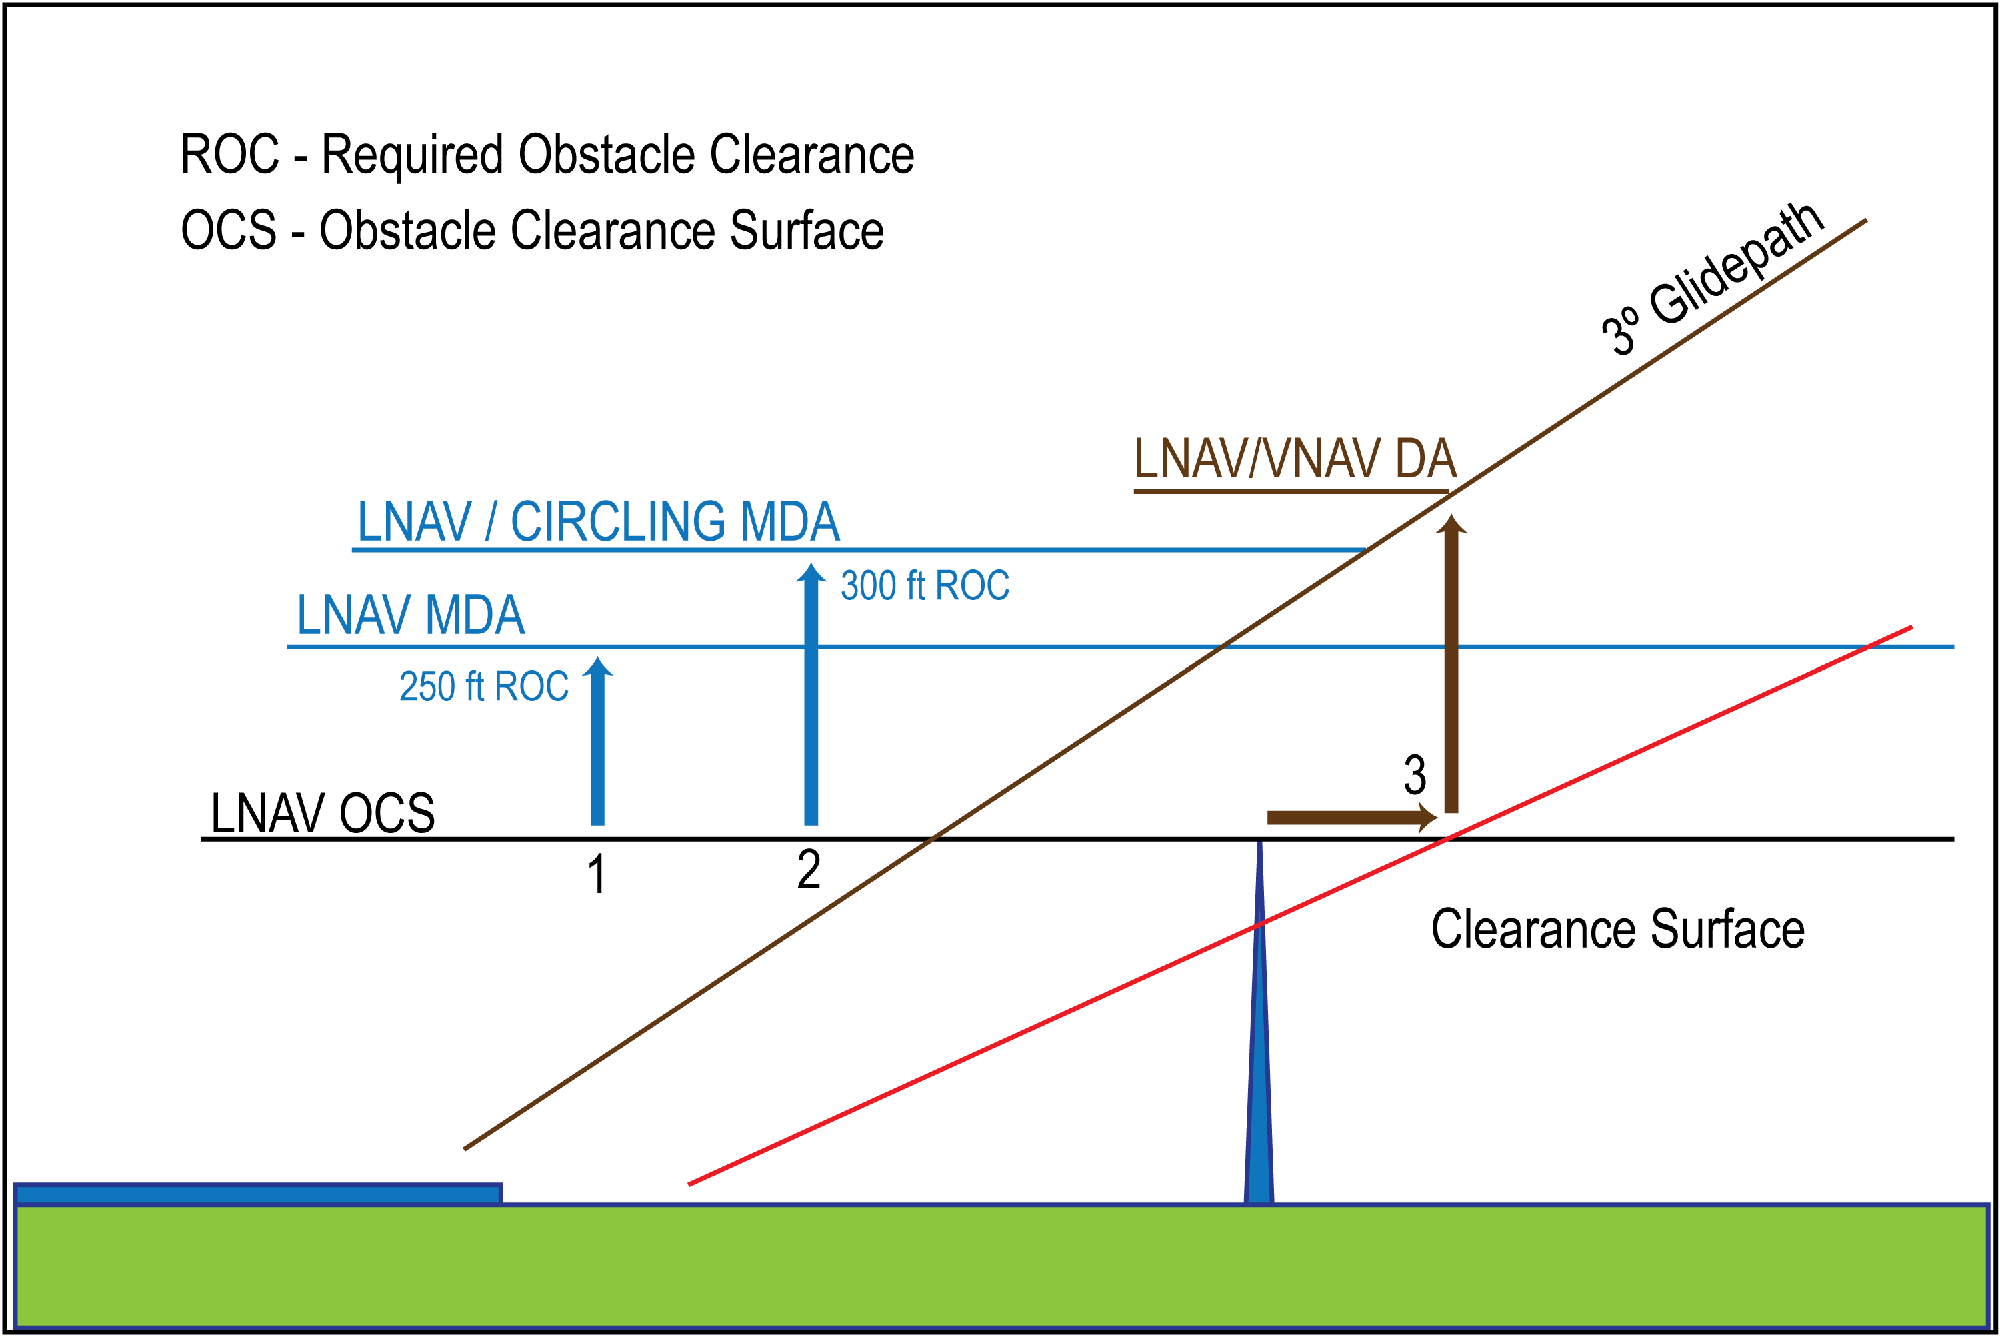 ROC - Required Obstacle Clearance
OCS - Obstacle Clearance Surface
3º Glidepath
LNAV/VNAV DA
LNAV / CIRCLING MDA
300 ft ROC
LNAV MDA
250 ft ROC
3
LNAV OCS
1
2
Clearance Surface